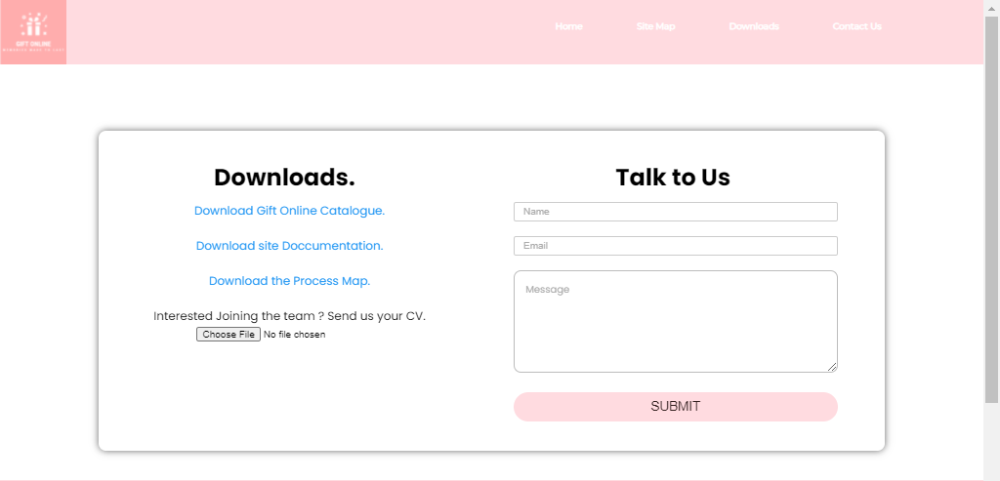 GIFT ONLINE
Home
Site Map
Downloads
Contact Us
Downloads.
Download Gift Online Catalogue.
Download site Doccumentation.
Download the Process Map.
Interested Joining the team ? Send us your CV.
Choose File No file chosen
Talk to Us
Name
Email
Message
SUBMIT